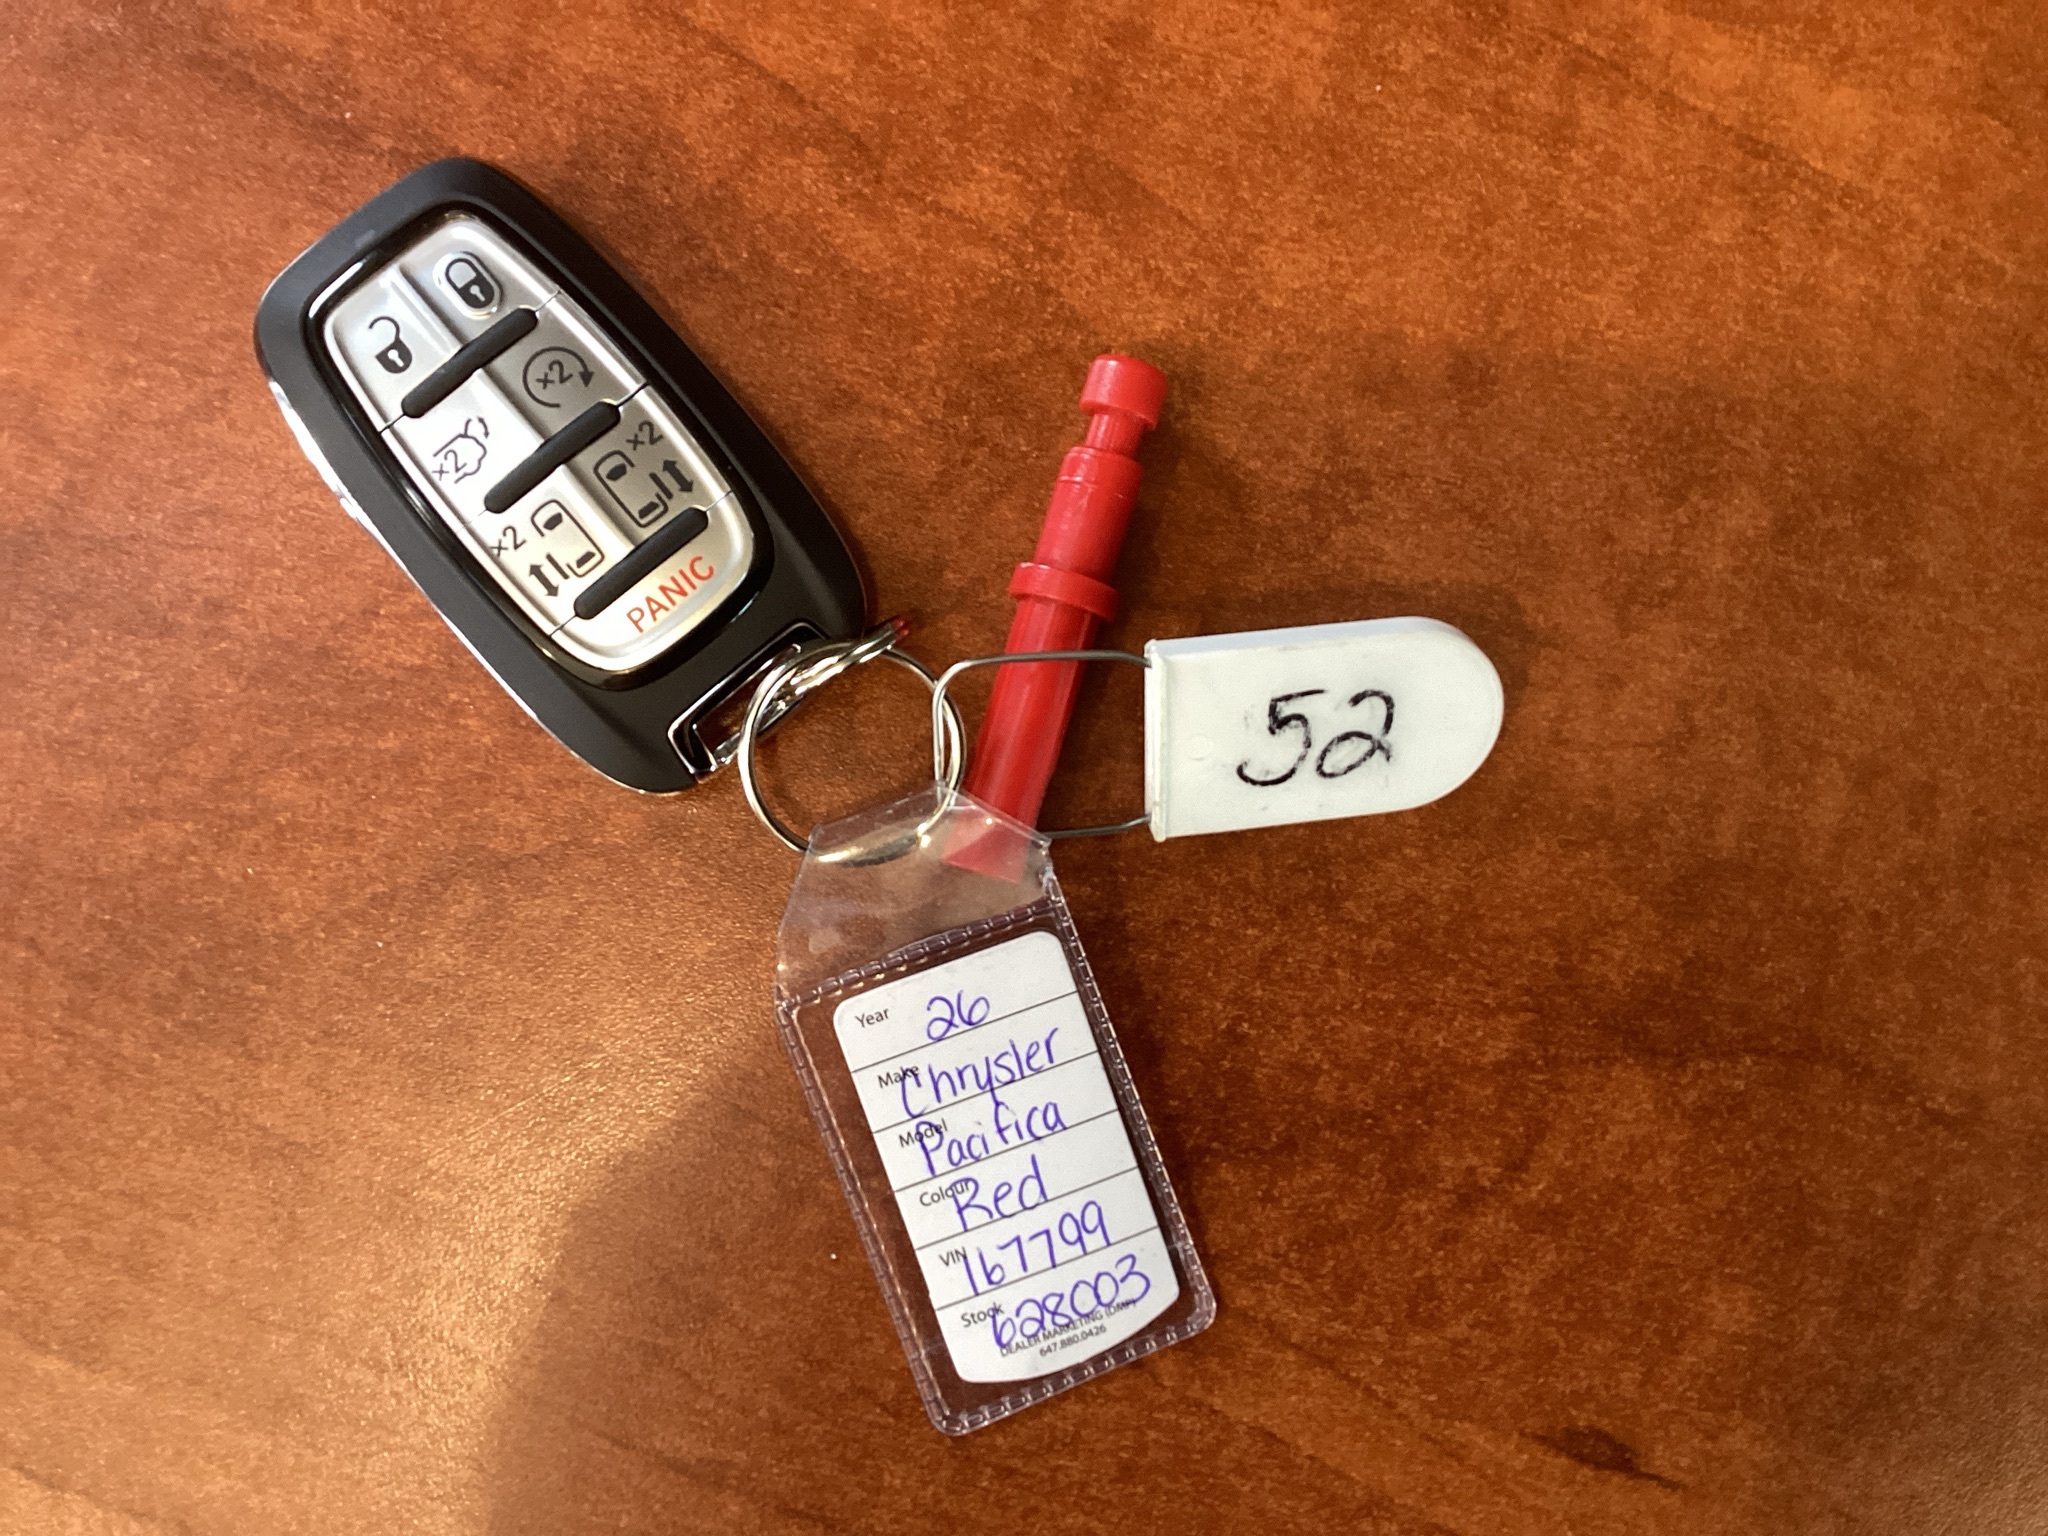 x2
x2
x2
x2
PANIC
52
Year 26
Make Chrysler
Model Pacifica
Colour Red
VIN 167799
Stock 628003
DEALER MARKETING (DMP)
647.880.0426